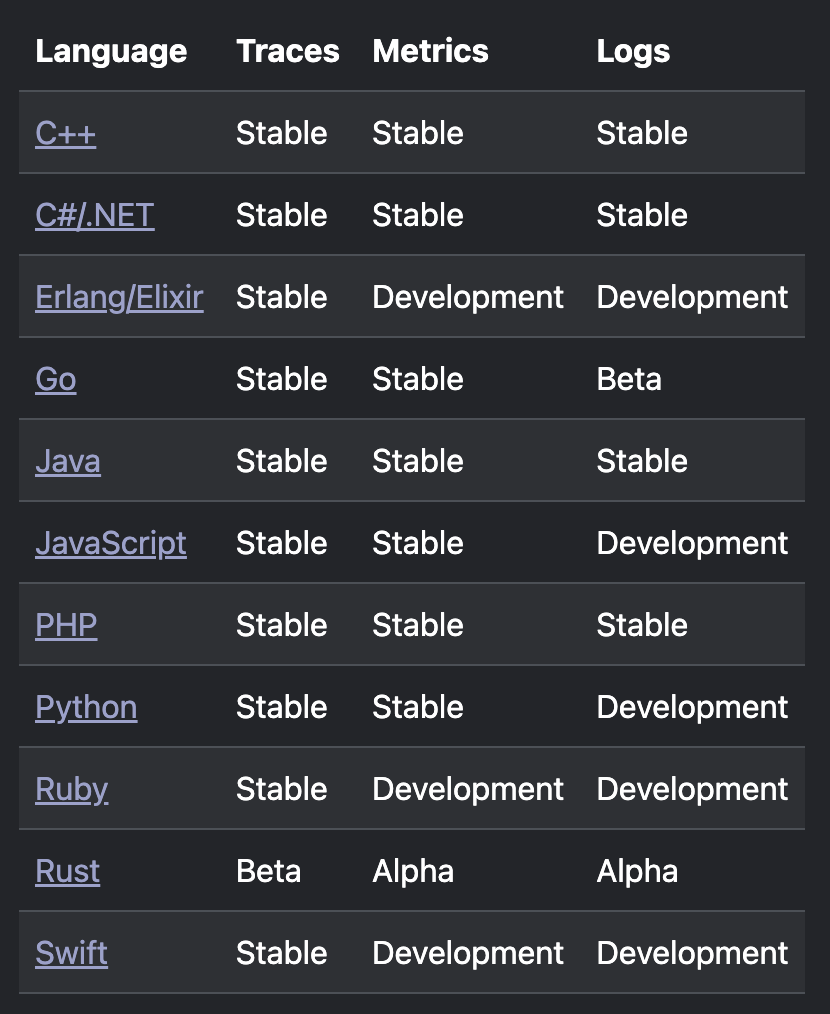 Language Traces Metrics Logs
C++ Stable Stable Stable
C#/.NET Stable Stable Stable
Erlang/Elixir Stable Development Development
Go Stable Stable Beta
Java Stable Stable Stable
JavaScript Stable Stable Development
PHP Stable Stable Stable
Python Stable Stable Development
Ruby Stable Development Development
Rust Beta Alpha Alpha
Swift Stable Development Development